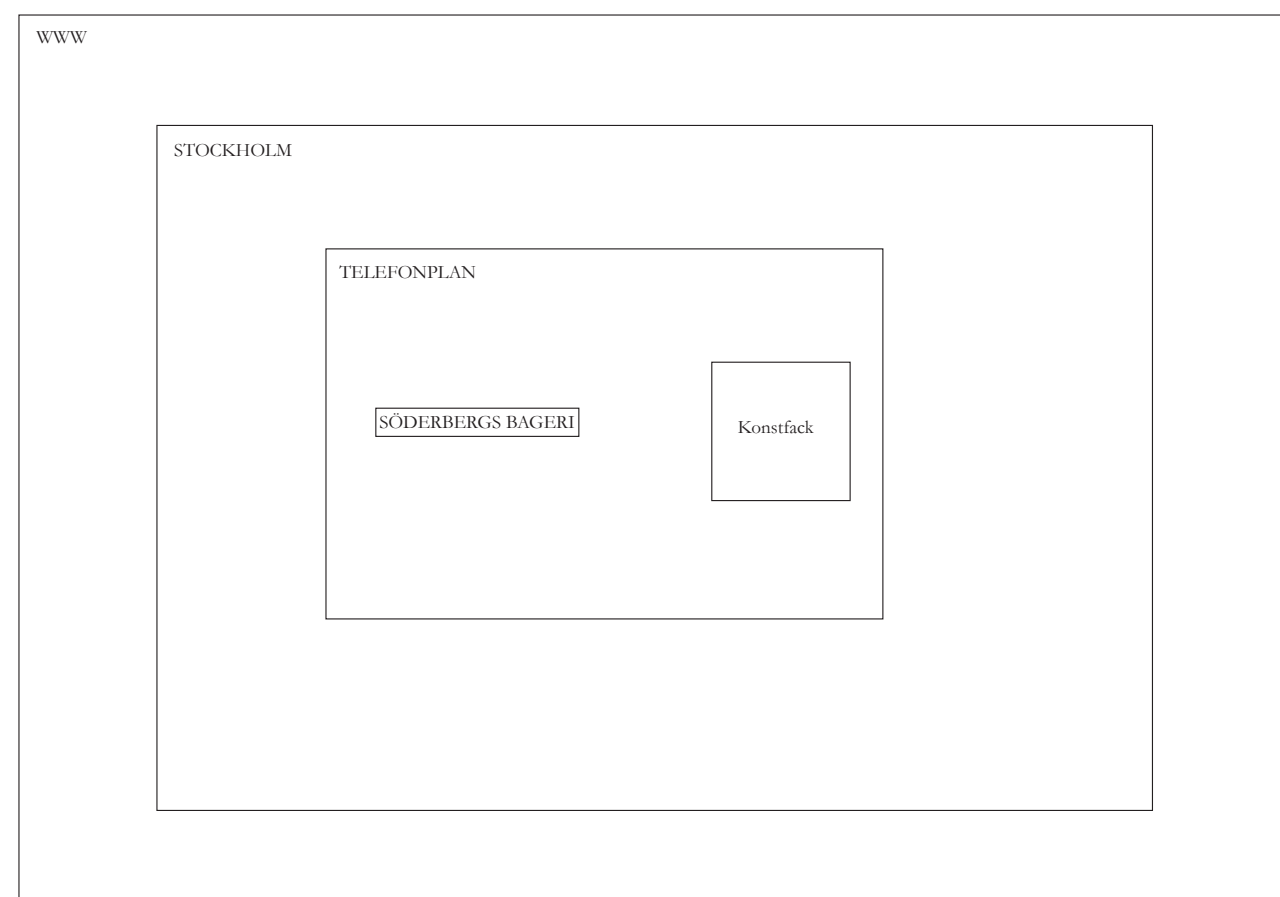 WWW
STOCKHOLM
TELEFONPLAN
SÖDERBERGS BAGERI
Konstfack